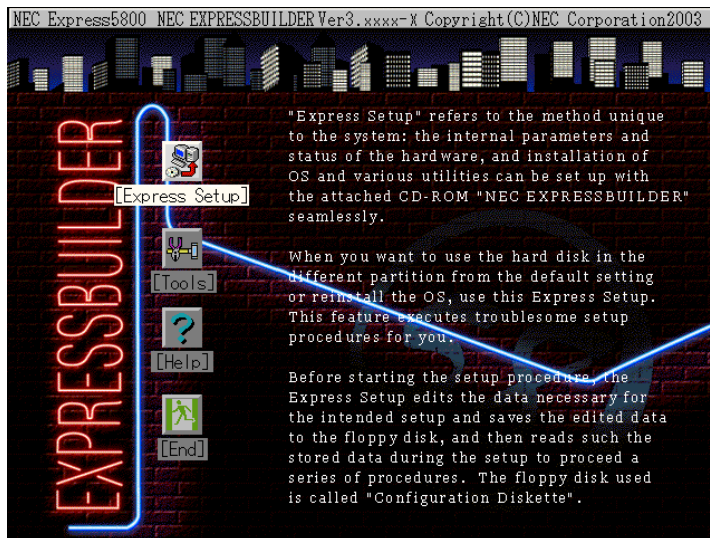 NEC Express5800 NEC EXPRESSBUILDER Ver3.xxxx-X Copyright(C)NEC Corporation2003
EXPRESSBUILDER
[Express Setup]
[Tools]
[Help]
[End]
"Express Setup" refers to the method unique
to the system: the internal parameters and
status of the hardware, and installation of
OS and various utilities can be set up with
the attached CD-ROM "NEC EXPRESSBUILDER"
seamlessly.
When you want to use the hard disk in the
different partition from the default setting
or reinstall the OS, use this Express Setup.
This feature executes troublesome setup
procedures for you.
Before starting the setup procedure, the
Express Setup edits the data necessary for
the intended setup and saves the edited data
to the floppy disk, and then reads such the
stored data during the setup to proceed a
series of procedures. The floppy disk used
is called "Configuration Diskette".